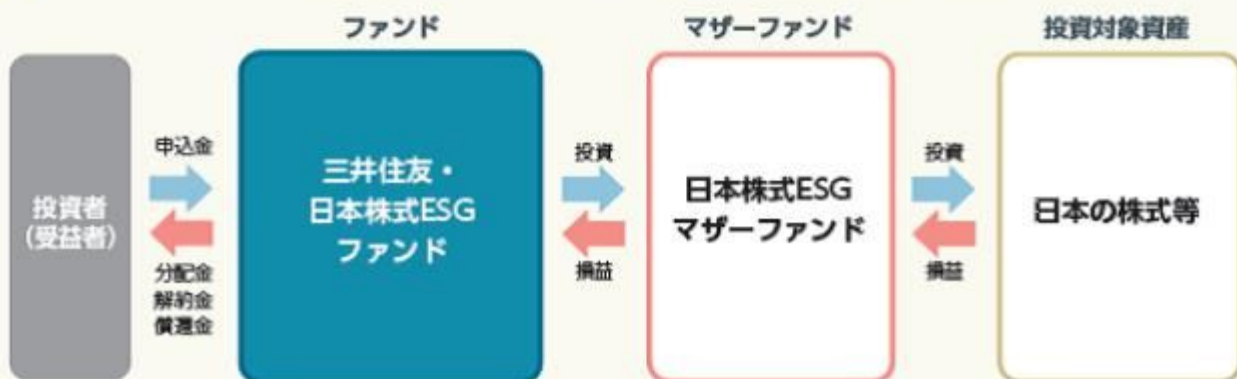 ファンド
マザーファンド
投資対象資産
投資者
(受益者)
申込金
分配金
解約金
償還金
三井住友・
日本株式ESG
ファンド
投資
損益
日本株式ESG
マザーファンド
投資
損益
日本の株式等